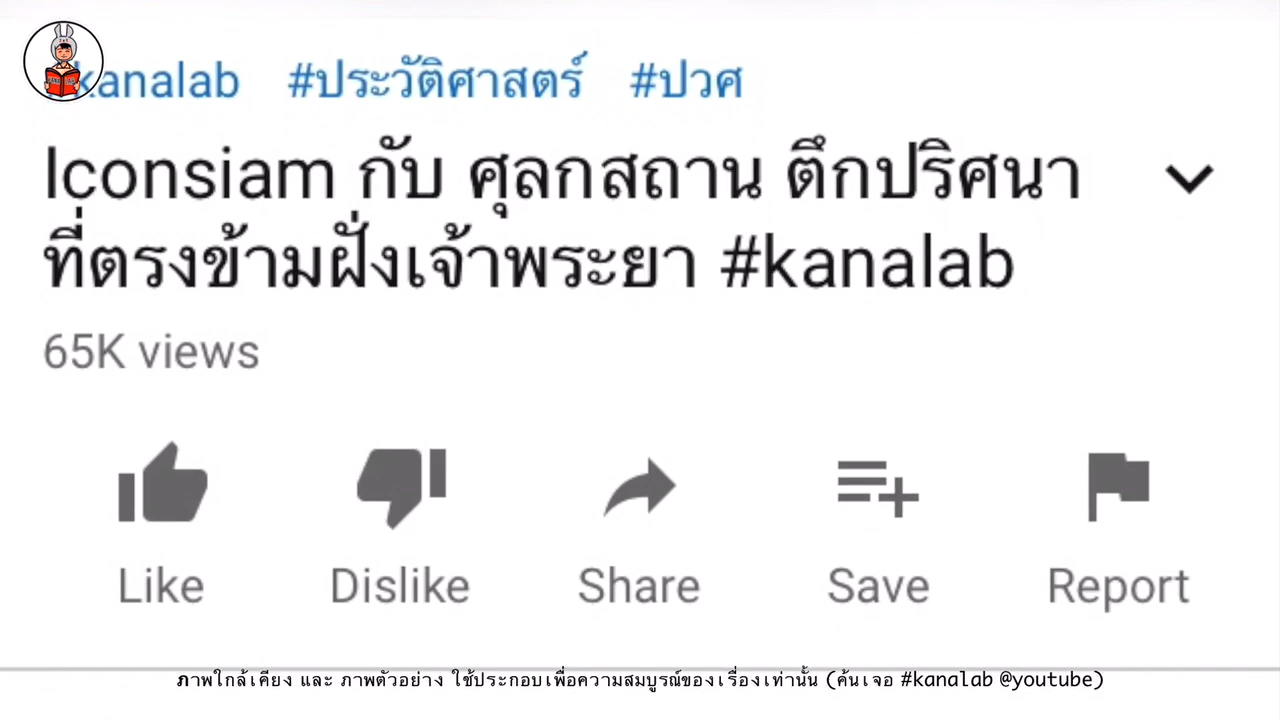 kanalab #ประวัติศาสตร์ #ปวศ
Iconsiam กับ ศุลกสถาน ตึกปริศนา
ที่ตรงข้ามฝั่งเจ้าพระยา #kanalab
65K views
Like Dislike Share Save Report
ภาพใกล้เคียง และ ภาพตัวอย่าง ใช้ประกอบเพื่อความสมบูรณ์ของเรื่องเท่านั้น (ค้นเจอ #kanalab @youtube)